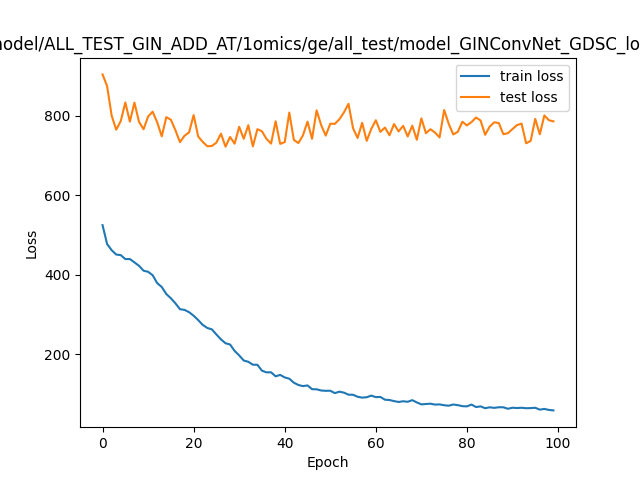 nodel/ALL_TEST_GIN_ADD_AT/1omics/ge/all_test/model_GINConvNet_GDSC_lo
train loss
test loss
Loss
800
600
400
200
0 20 40 60 80 100
Epoch